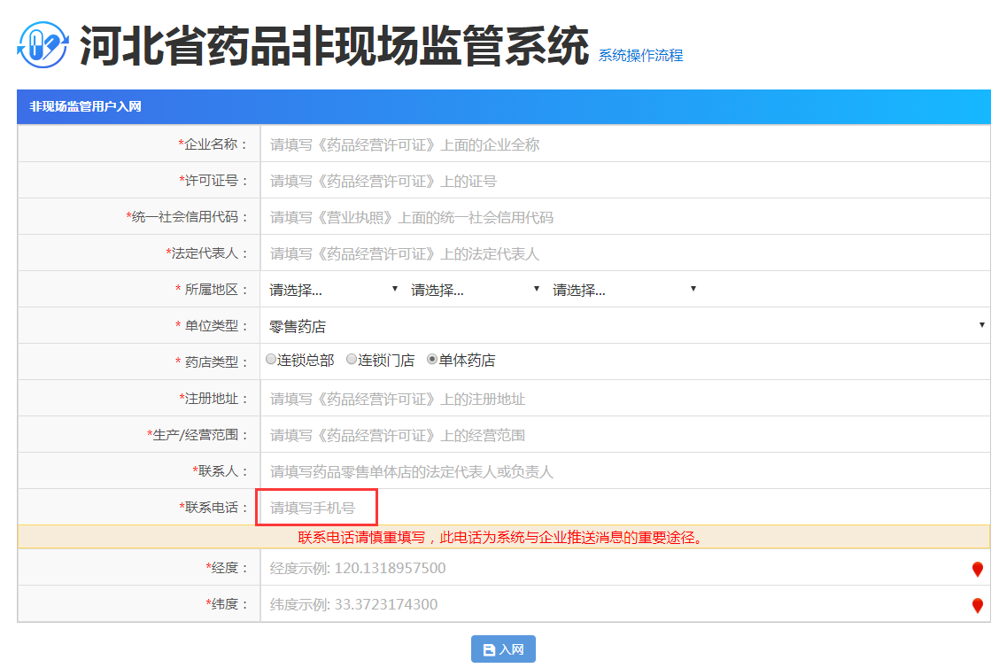 河北省药品非现场监管系统 系统操作流程
非现场监管用户入网
*企业名称： 请填写《药品经营许可证》上面的企业全称
*许可证号： 请填写《药品经营许可证》上的证号
*统一社会信用代码： 请填写《营业执照》上面的统一社会信用代码
*法定代表人： 请填写《药品经营许可证》上的法定代表人
* 所属地区： 请选择... 请选择... 请选择...
* 单位类型： 零售药店
* 药店类型： 连锁总部 连锁门店 单体药店
*注册地址： 请填写《药品经营许可证》上的注册地址
*生产/经营范围： 请填写《药品经营许可证》上的经营范围
*联系人： 请填写药品零售单体店的法定代表人或负责人
*联系电话： 请填写手机号
联系电话请慎重填写，此电话为系统与企业推送消息的重要途径。
*经度： 经度示例: 120.1318957500
*纬度： 纬度示例: 33.3723174300
入网